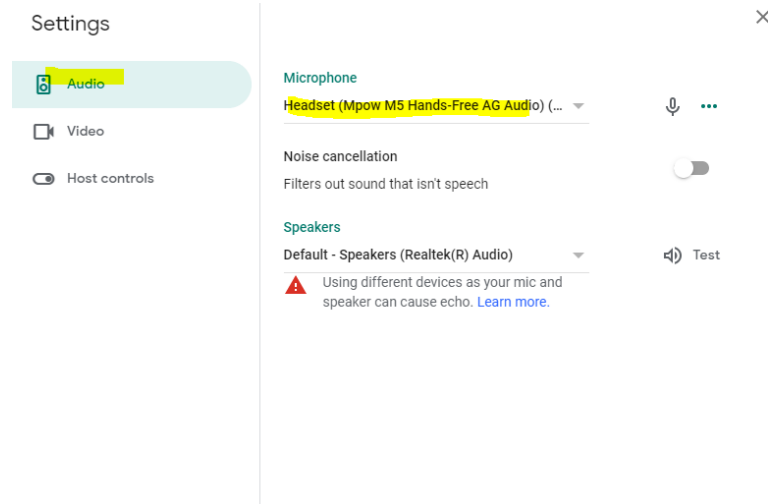 Settings
Audio
Video
Host controls
Microphone
Headset (Mpow M5 Hands-Free AG Audio) (...
Noise cancellation
Filters out sound that isn't speech
Speakers
Default - Speakers (Realtek(R) Audio)
Test
Using different devices as your mic and
speaker can cause echo. Learn more.